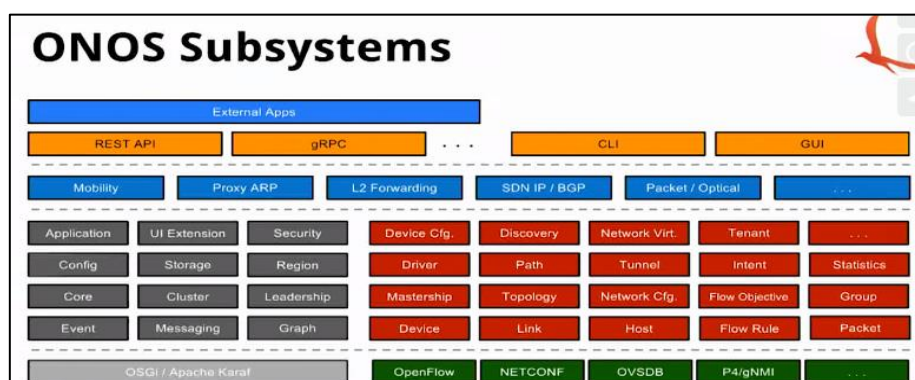 ONOS Subsystems
External Apps
REST API gRPC . . . CLI GUI
Mobility Proxy ARP L2 Forwarding SDN IP / BGP Packet / Optical . . .
Application UI Extension Security Device Cfg. Discovery Network Virt. Tenant . . .
Config Storage Region Driver Path Tunnel Intent Statistics
Core Cluster Leadership Mastership Topology Network Cfg. Flow Objective Group
Event Messaging Graph Device Link Host Flow Rule Packet
OSGi / Apache Karaf OpenFlow NETCONF OVSDB P4/gNMI . . .